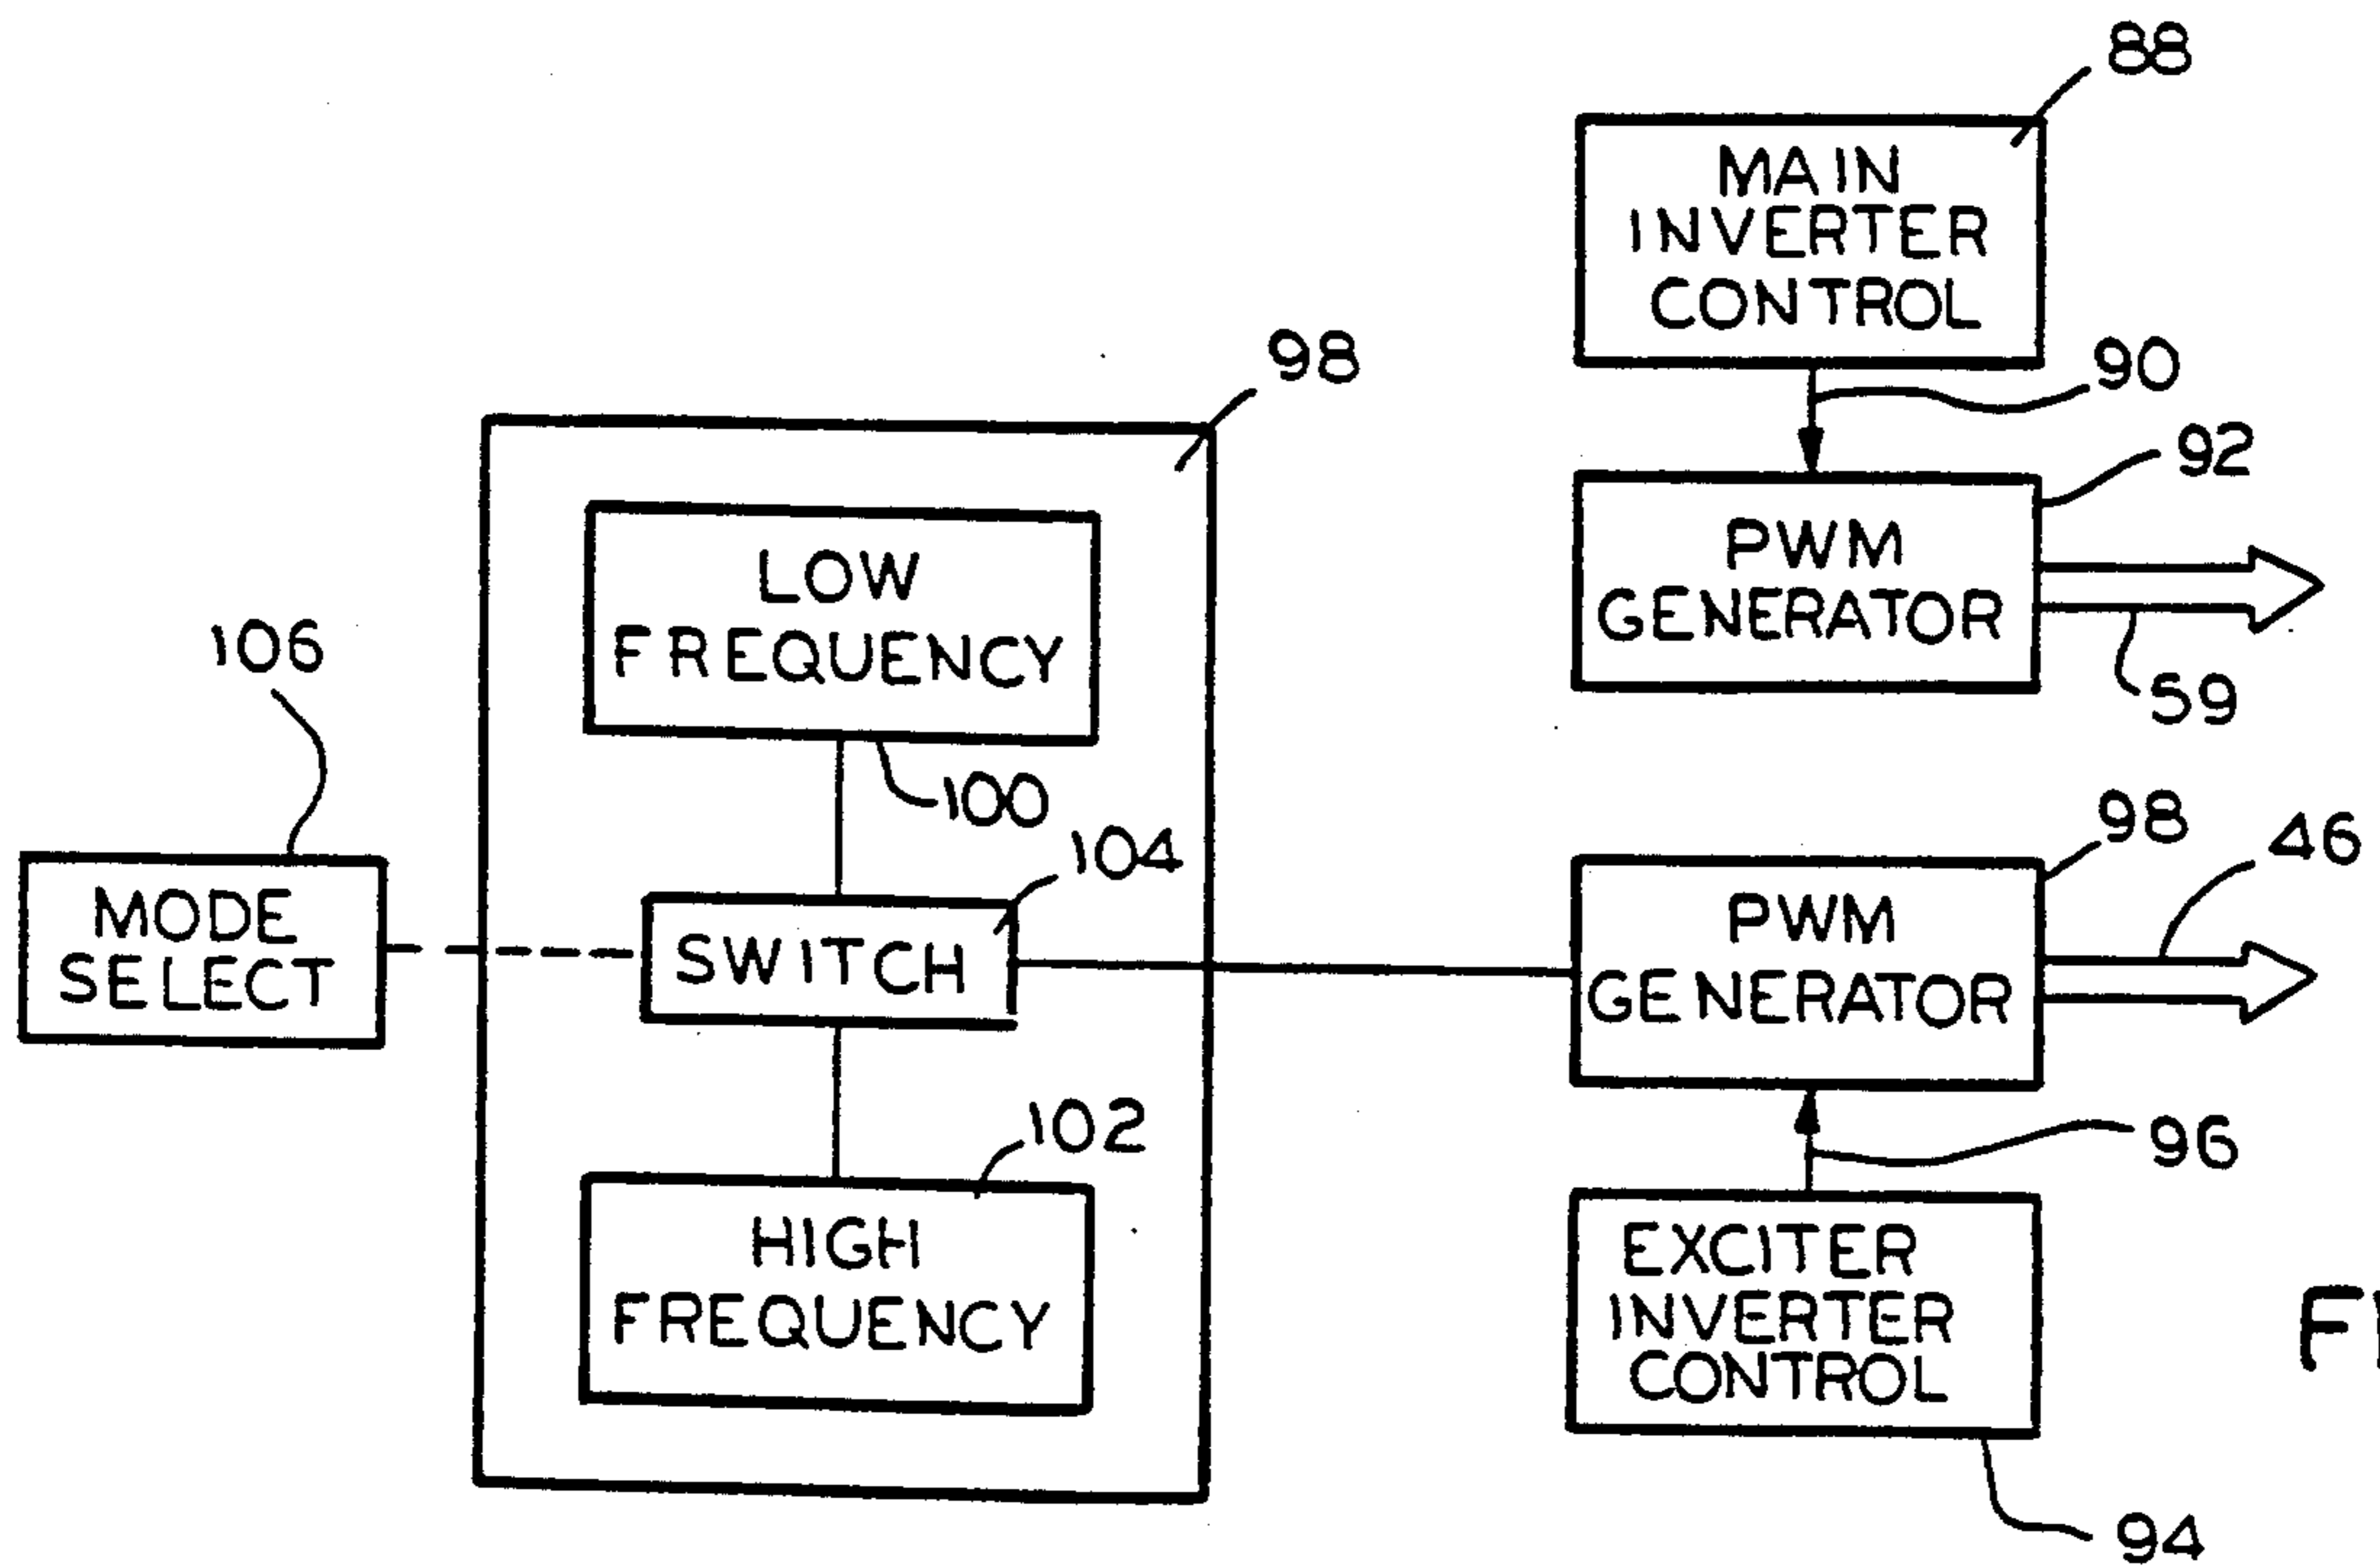 88
MAIN
INVERTER
CONTROL
90
98
92
PWM
GENERATOR
59
LOW
FREQUENCY
106
100
104
98
46
MODE
SELECT
SWITCH
PWM
GENERATOR
102
96
HIGH
FREQUENCY
EXCITER
INVERTER
CONTROL
94